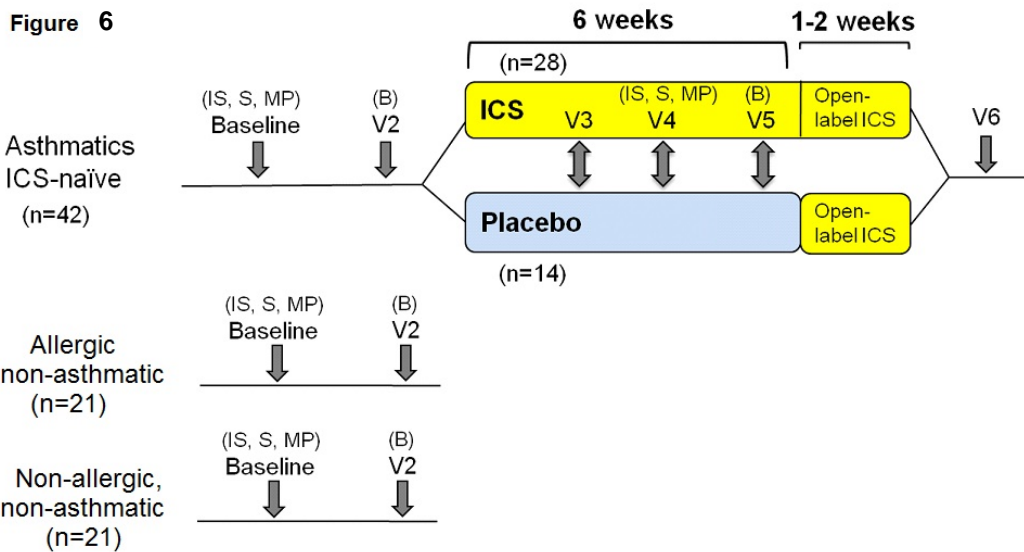 Figure 6
6 weeks
1-2 weeks
(n=28)
(IS, S, MP)
Baseline
(B)
V2
ICS
V3
(IS, S, MP)
V4
(B)
V5
Open-
label ICS
V6
Asthmatics
ICS-naïve
(n=42)
Placebo
Open-
label ICS
(n=14)
Allergic
non-asthmatic
(n=21)
(IS, S, MP)
Baseline
(B)
V2
Non-allergic,
non-asthmatic
(n=21)
(IS, S, MP)
Baseline
(B)
V2